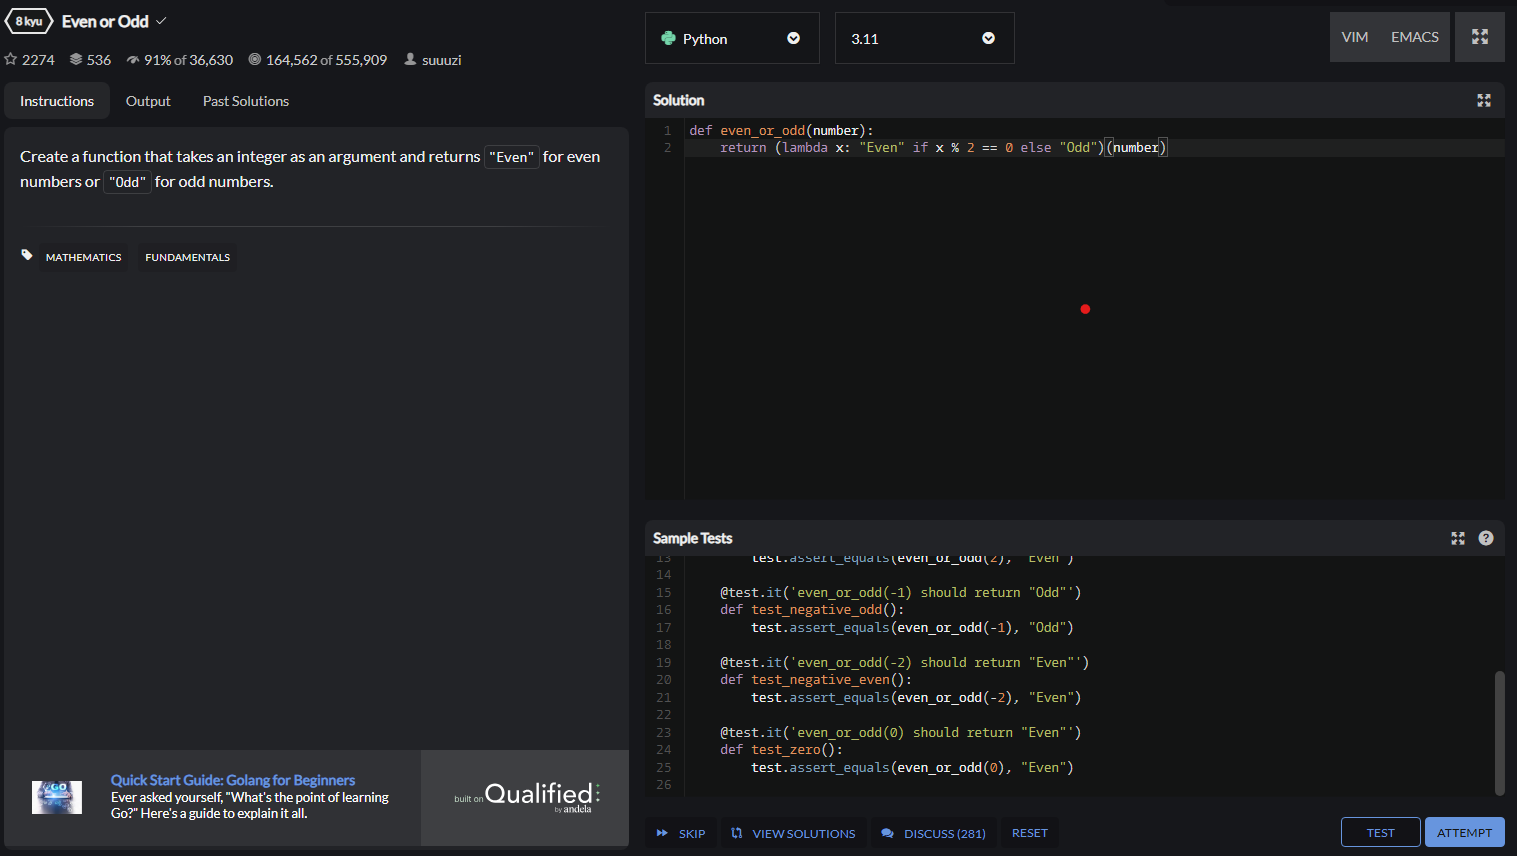 8 kyu Even or Odd
2274 536 91% of 36,630 164,562 of 555,909 suuuzi
Instructions Output Past Solutions
Create a function that takes an integer as an argument and returns "Even" for even
numbers or "Odd" for odd numbers.
MATHEMATICS FUNDAMENTALS
GO
Quick Start Guide: Golang for Beginners
Ever asked yourself, "What's the point of learning
Go?" Here's a guide to explain it all.
built on Qualified
by andela
Python 3.11 VIM EMACS
Solution
1 def even_or_odd(number):
2     return (lambda x: "Even" if x % 2 == 0 else "Odd")(number)
Sample Tests ?
13         test.assert_equals(even_or_odd(2), "Even")
14
15     @test.it('even_or_odd(-1) should return "Odd"')
16     def test_negative_odd():
17         test.assert_equals(even_or_odd(-1), "Odd")
18
19     @test.it('even_or_odd(-2) should return "Even"')
20     def test_negative_even():
21         test.assert_equals(even_or_odd(-2), "Even")
22
23     @test.it('even_or_odd(0) should return "Even"')
24     def test_zero():
25         test.assert_equals(even_or_odd(0), "Even")
26
SKIP VIEW SOLUTIONS DISCUSS (281) RESET TEST ATTEMPT